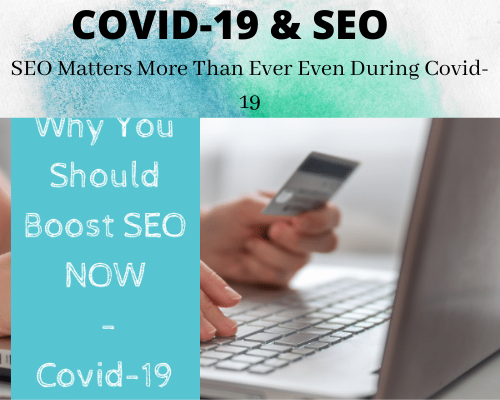 COVID-19 & SEO
SEO Matters More Than Ever Even During Covid-
19
Why You
Should
Boost SEO
NOW
-
Covid-19